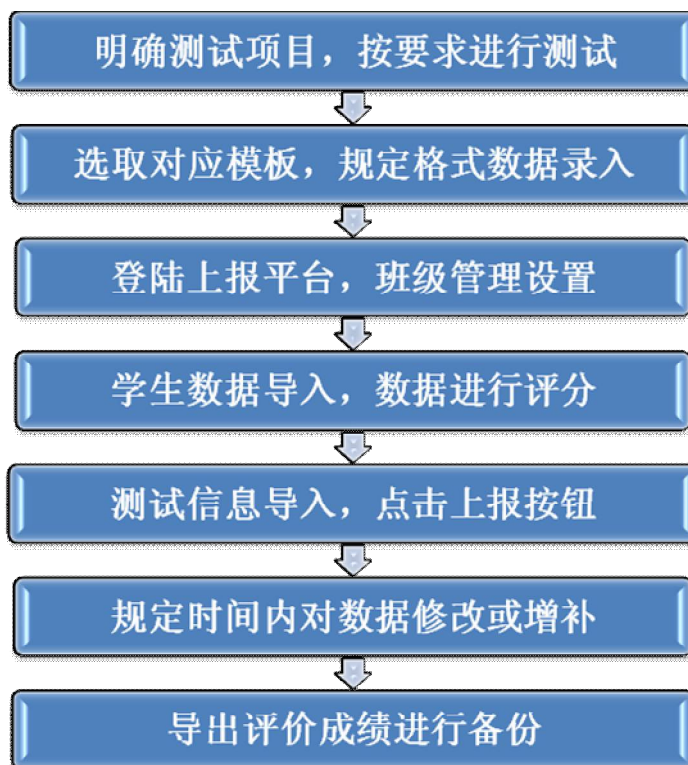 明确测试项目，按要求进行测试
选取对应模板，规定格式数据录入
登陆上报平台，班级管理设置
学生数据导入，数据进行评分
测试信息导入，点击上报按钮
规定时间内对数据修改或增补
导出评价成绩进行备份